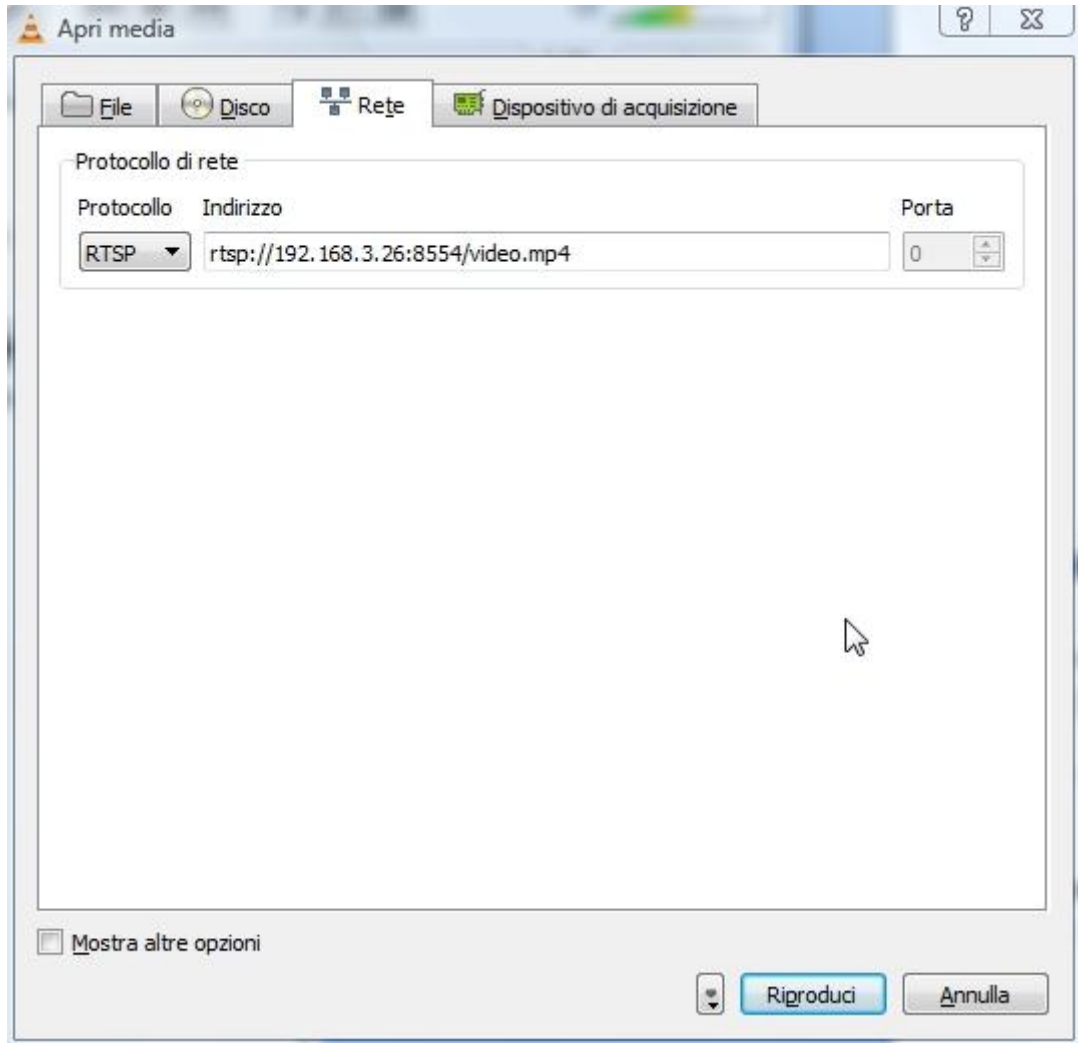 Apri media
File Disco Rete Dispositivo di acquisizione
Protocollo di rete
Protocollo Indirizzo Porta
RTSP rtsp://192.168.3.26:8554/video.mp4 0
Mostra altre opzioni
Riproduci Annulla